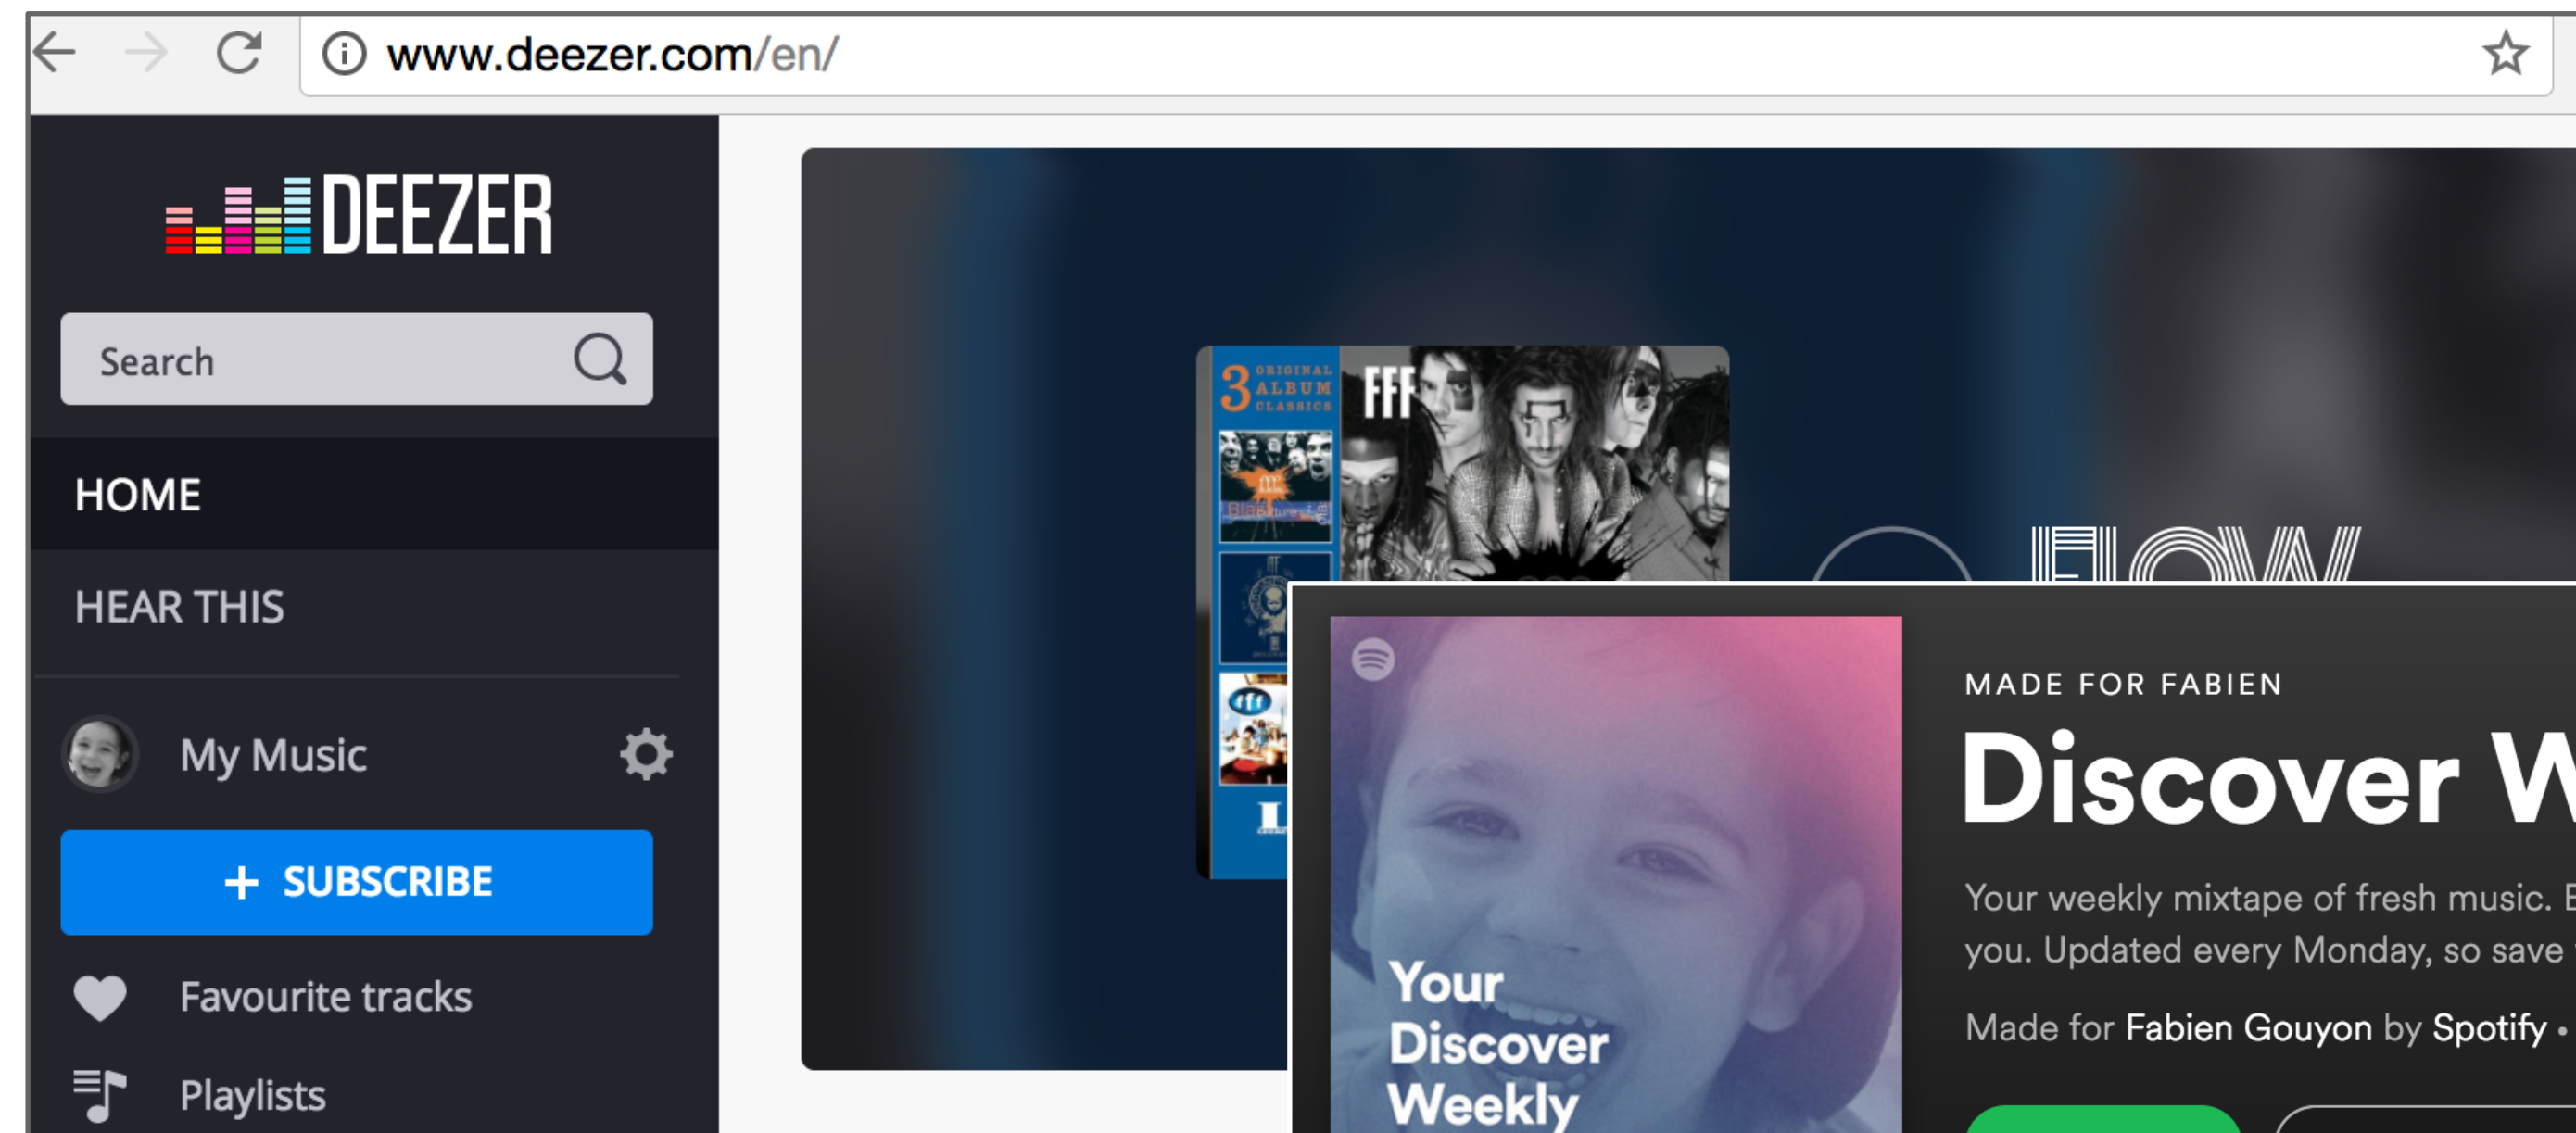 www.deezer.com/en/
DEEZER
Search
HOME
HEAR THIS
My Music
+ SUBSCRIBE
Favourite tracks
Playlists
3 ORIGINAL
ALBUM
CLASSICS
FFF
fff
FLOW
MADE FOR FABIEN
Discover W
Your weekly mixtape of fresh music. E
you. Updated every Monday, so save
Made for Fabien Gouyon by Spotify •
Your
Discover
Weekly